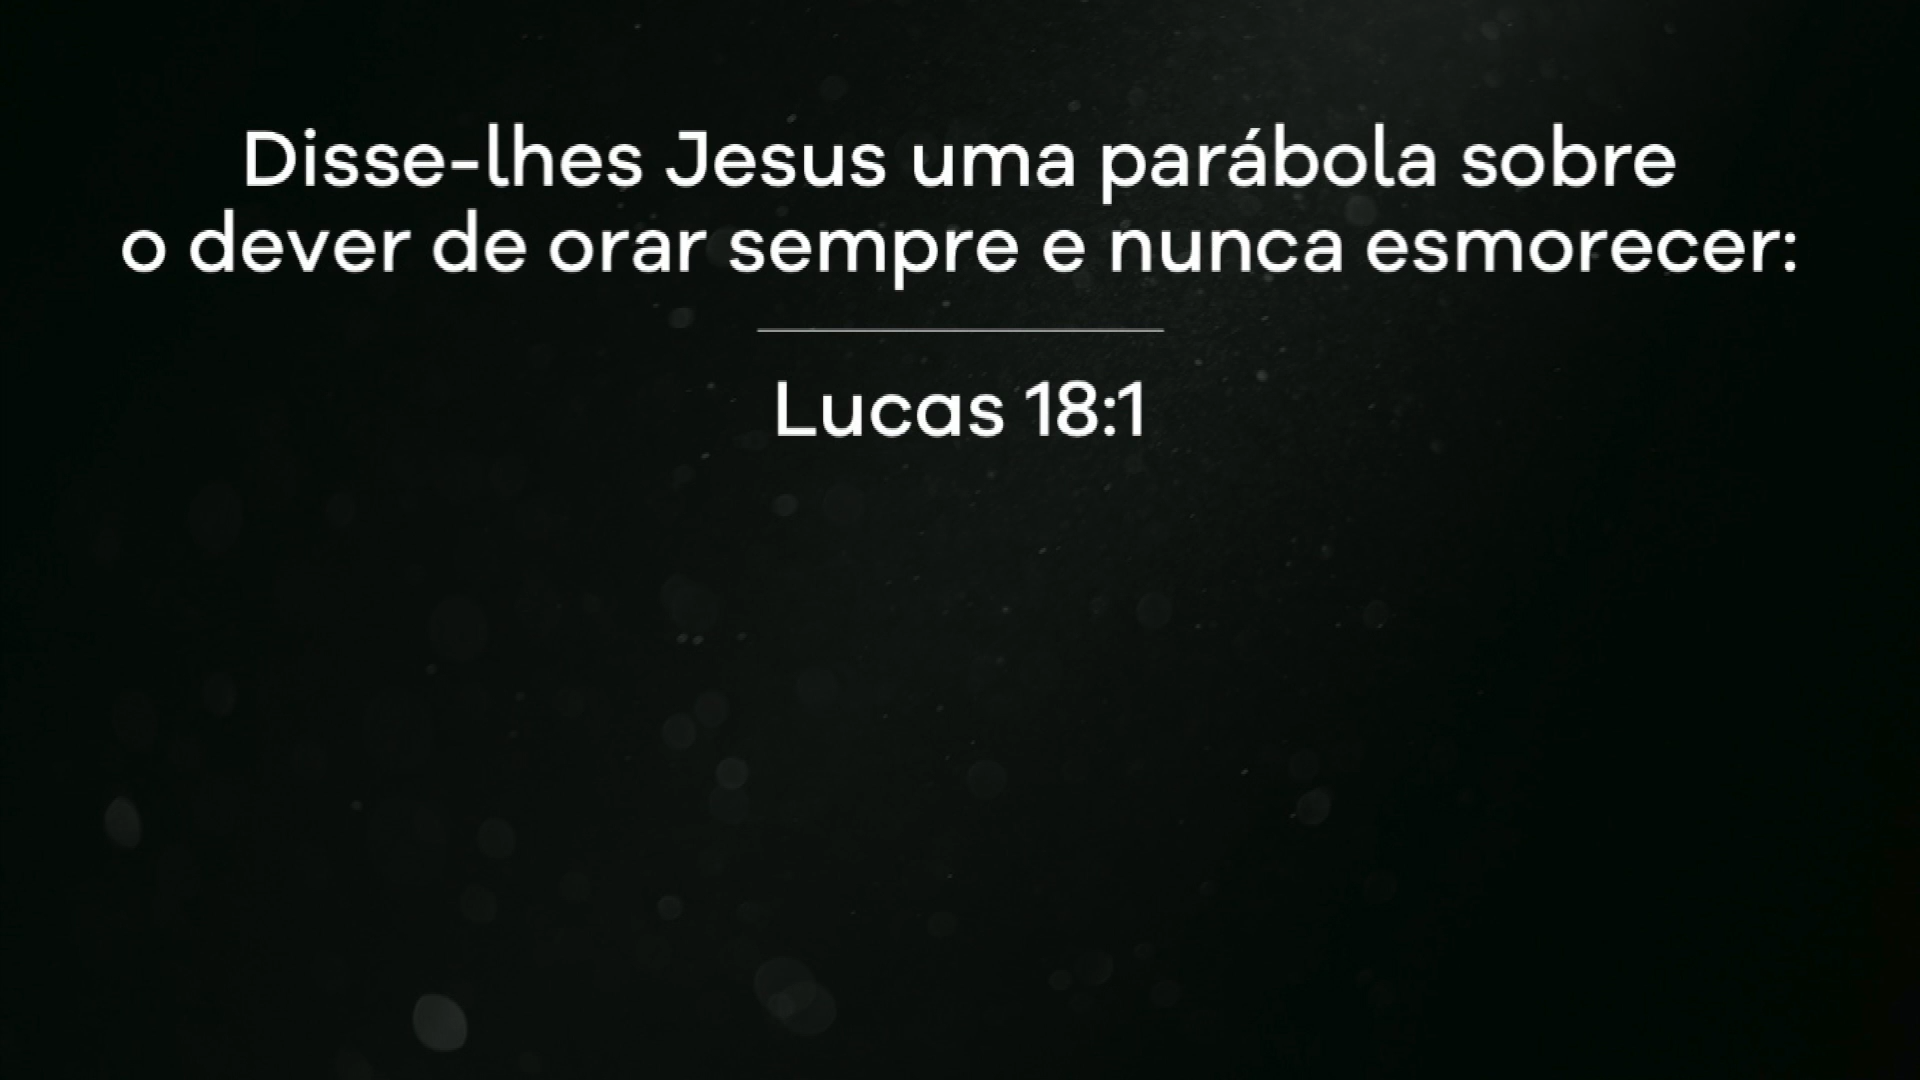 Disse-lhes Jesus uma parábola sobre
o dever de orar sempre e nunca esmorecer:
Lucas 18:1